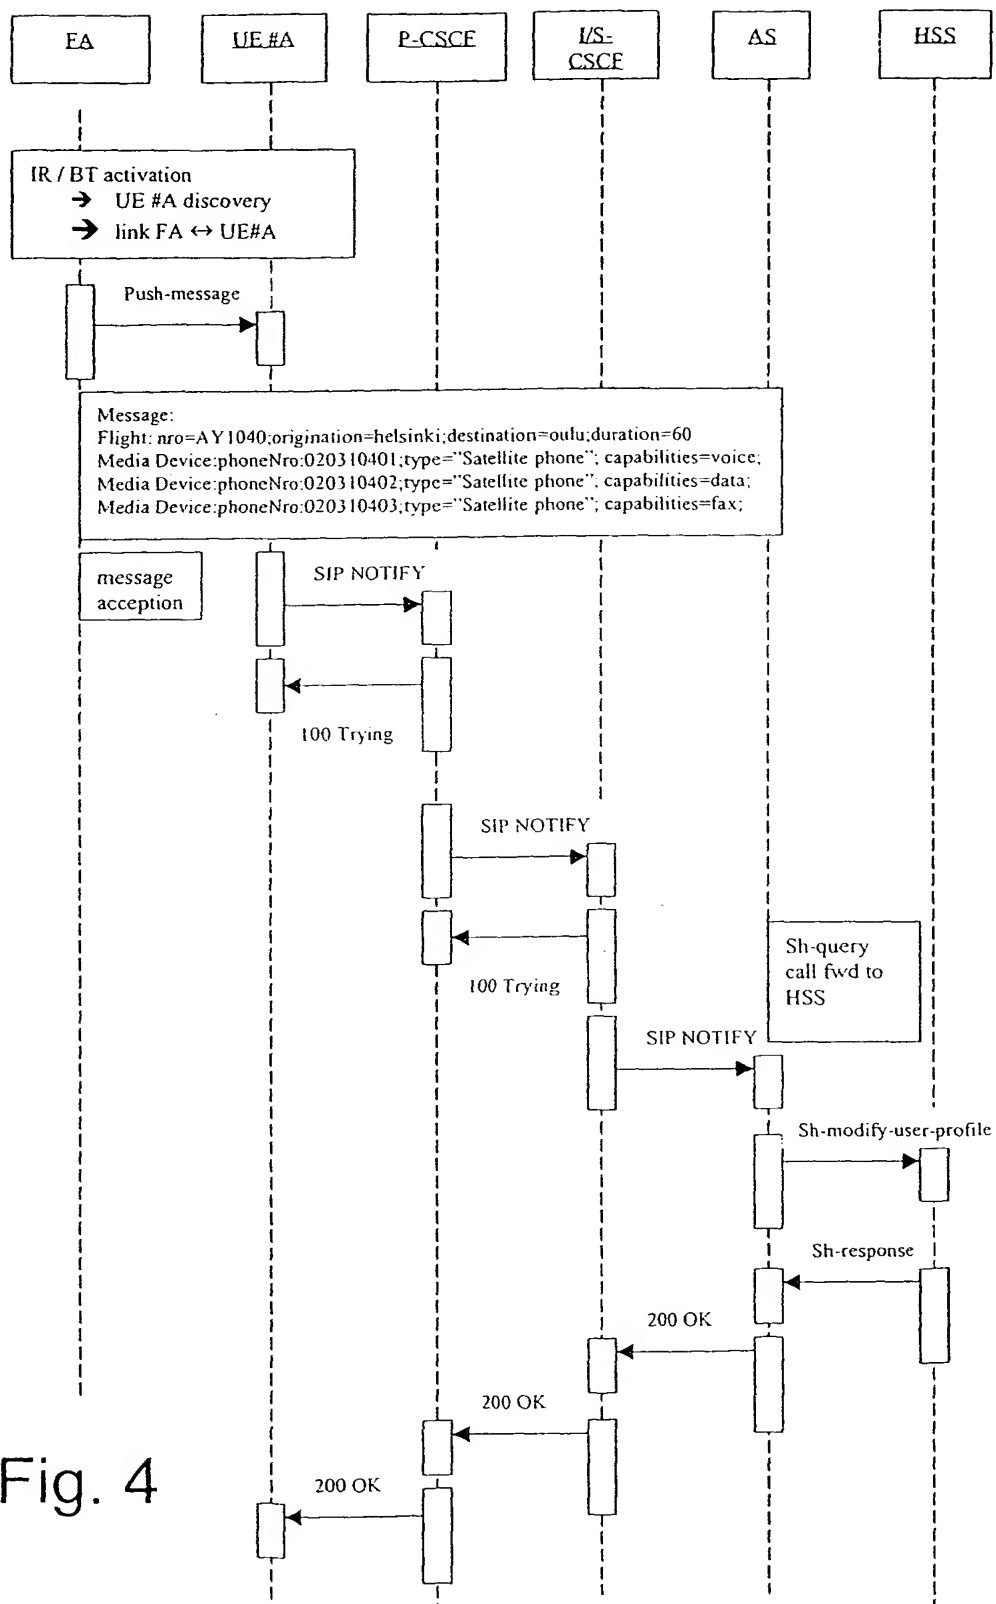 FA
UE #A
P-CSCF
I/S-
CSCF
AS
HSS
IR / BT activation
→ UE #A discovery
→ link FA ↔ UE#A
Push-message
Message:
Flight: nro=AY1040;origination=helsinki;destination=oulu;duration=60
Media Device:phoneNro:020310401;type="Satellite phone"; capabilities=voice;
Media Device:phoneNro:020310402;type="Satellite phone"; capabilities=data;
Media Device:phoneNro:020310403;type="Satellite phone"; capabilities=fax;
message
acception
SIP NOTIFY
100 Trying
SIP NOTIFY
100 Trying
Sh-query
call fwd to
HSS
SIP NOTIFY
Sh-modify-user-profile
Sh-response
200 OK
200 OK
200 OK
Fig. 4